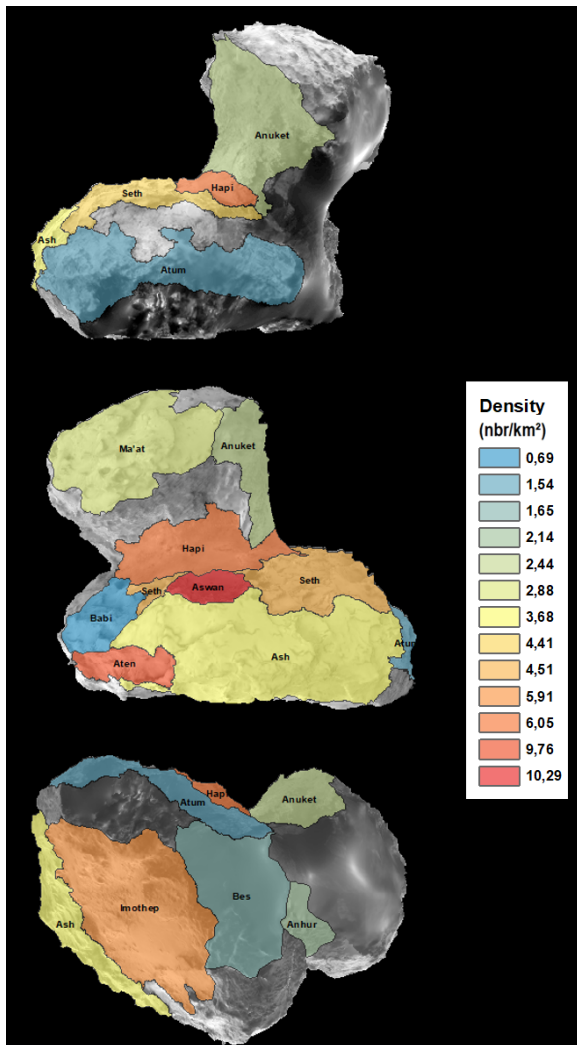 Anuket
Seth
Hapi
Ash
Atum
Ma'at
Anuket
Hapi
Seth
Seth
Aswan
Babi
Atum
Aten
Ash
Hapi
Atum
Anuket
Imothep
Bes
Ash
Anhur
Density
(nbr/km²)
0,69
1,54
1,65
2,14
2,44
2,88
3,68
4,41
4,51
5,91
6,05
9,76
10,29